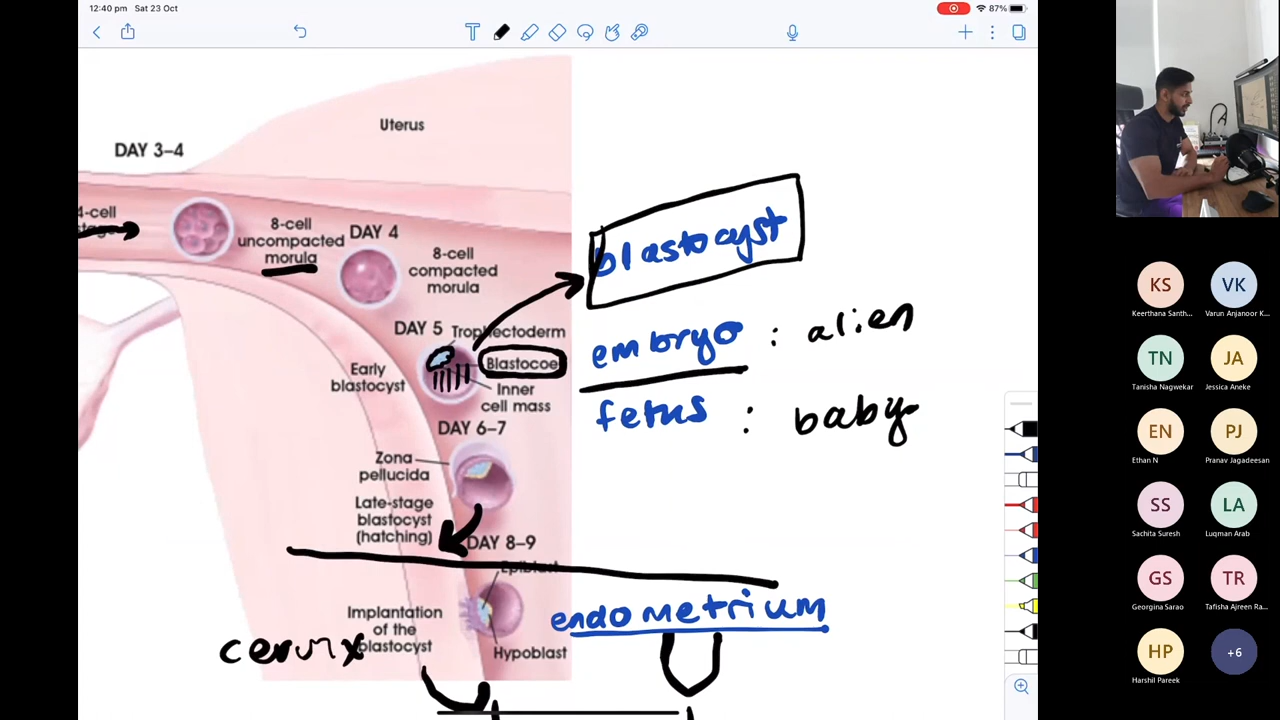 12:40 pm Sat 23 Oct
87%
T
Uterus
DAY 3–4
4-cell
8-cell
uncompacted
morula
DAY 4
8-cell
compacted
morula
DAY 5
Trophectoderm
Blastocoe
Early
blastocyst
Inner
cell mass
DAY 6–7
Zona
pellucida
Late-stage
blastocyst
(hatching)
DAY 8–9
Epiblast
Implantation
of the
blastocyst
Hypoblast
blastocyst
embryo : alien
fetus : baby
endometrium
cervix
KS
Keerthana Santh...
VK
Varun Anjanoor K...
TN
Tanisha Nagwekar
JA
Jessica Aneke
EN
Ethan N
PJ
Pranav Jagadeesan
SS
Sachita Suresh
LA
Luqman Arab
GS
Georgina Sarao
TR
Tafisha Ajreen Ra...
HP
Harshil Pareek
+6